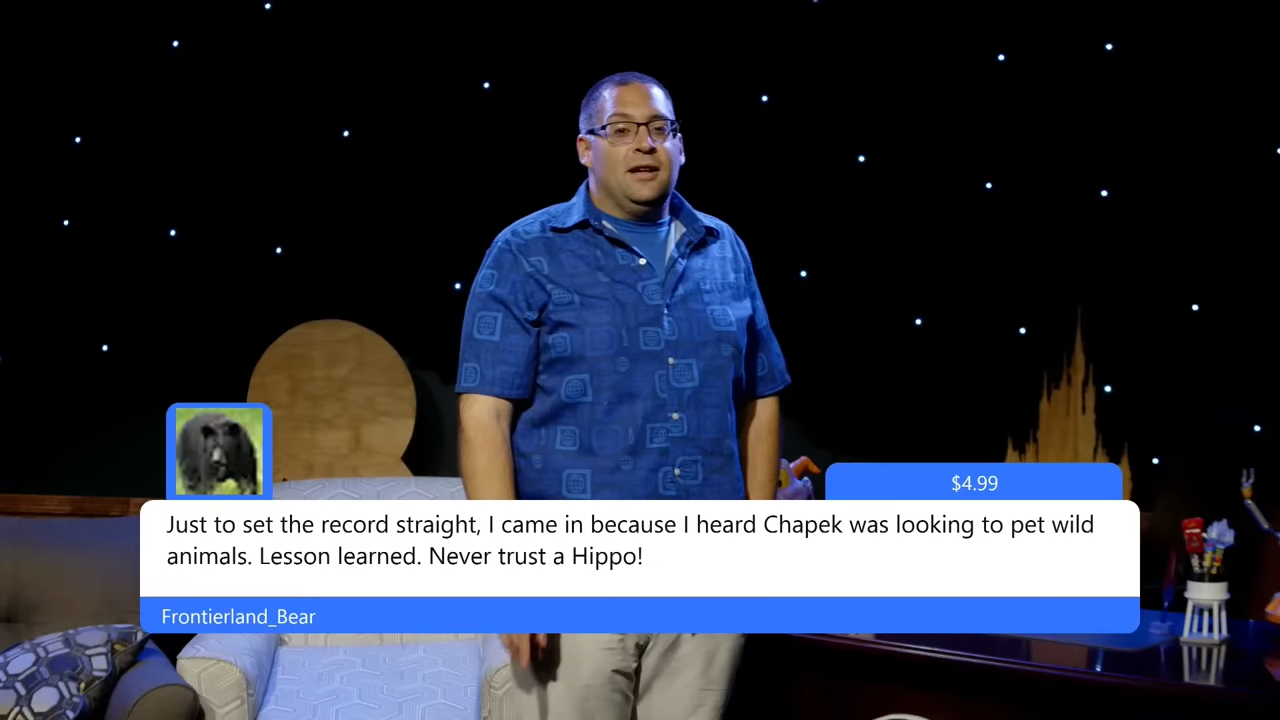 $4.99
Just to set the record straight, I came in because I heard Chapek was looking to pet wild
animals. Lesson learned. Never trust a Hippo!
Frontierland_Bear